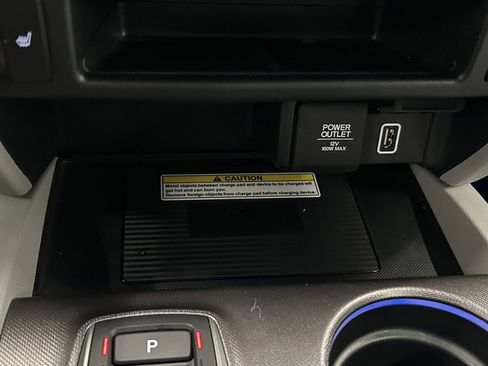 POWER
OUTLET
12V
180W MAX
CAUTION
Metal objects between charge pad and device to be charged will
get hot and can burn you.
Remove foreign objects from charge pad before charging device.
P